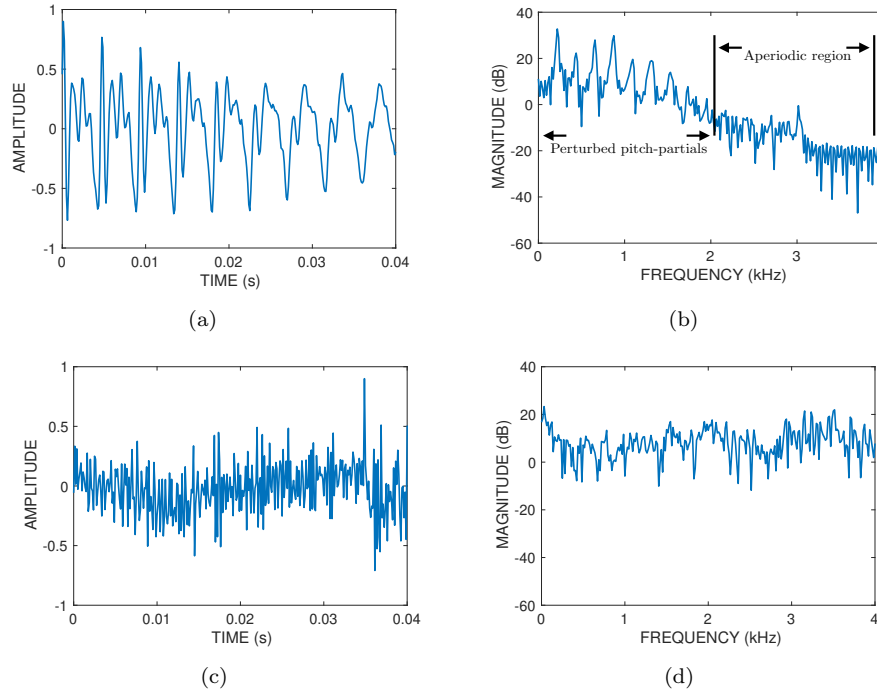 1
0.5
0
-0.5
-1
AMPLITUDE
0 0.01 0.02 0.03 0.04
TIME (s)
(a)
40
20
0
-20
-40
-60
MAGNITUDE (dB)
Aperiodic region
Perturbed pitch-partials
0 1 2 3
FREQUENCY (kHz)
(b)
1
0.5
0
-0.5
-1
AMPLITUDE
0 0.01 0.02 0.03 0.04
TIME (s)
(c)
40
20
0
-20
-40
-60
MAGNITUDE (dB)
0 1 2 3 4
FREQUENCY (kHz)
(d)